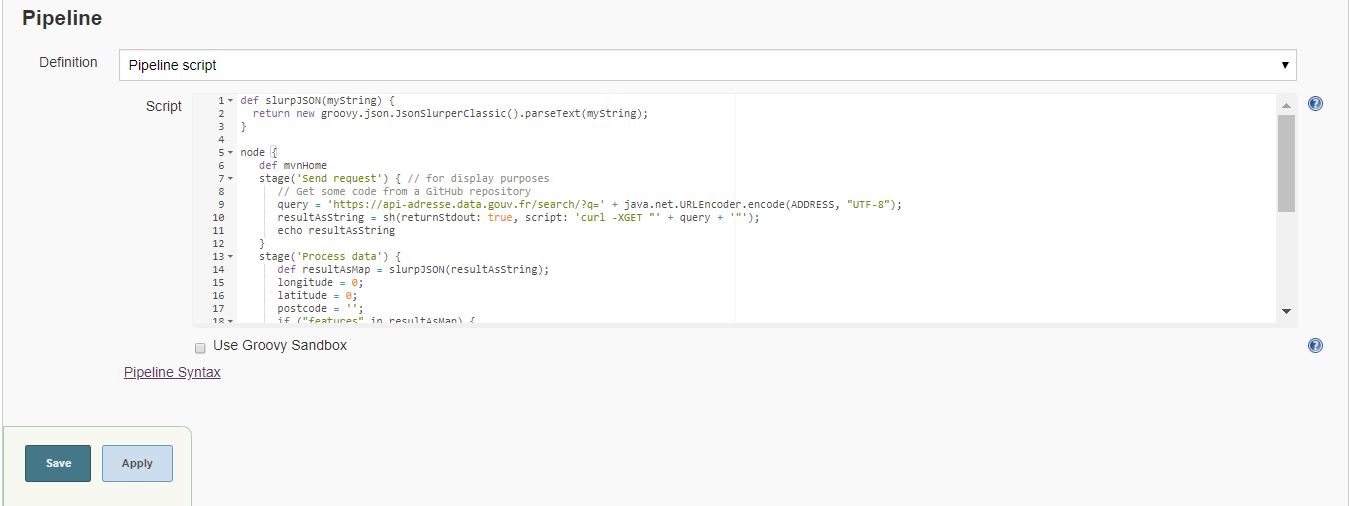 Pipeline
Definition
Pipeline script
Script
1 def slurpJSON(myString) {
2 return new groovy.json.JsonSlurperClassic().parseText(myString);
3 }
4
5 node {
6 def mvnHome
7 stage('Send request') { // for display purposes
8 // Get some code from a GitHub repository
9 query = 'https://api-adresse.data.gouv.fr/search/?q=' + java.net.URLEncoder.encode(ADDRESS, "UTF-8");
10 resultAsString = sh(returnStdout: true, script: 'curl -XGET "' + query + '"');
11 echo resultAsString
12 }
13 stage('Process data') {
14 def resultAsMap = slurpJSON(resultAsString);
15 longitude = 0;
16 latitude = 0;
17 postcode = '';
18 if ("features" in resultAsMap) {
Use Groovy Sandbox
Pipeline Syntax
Save Apply